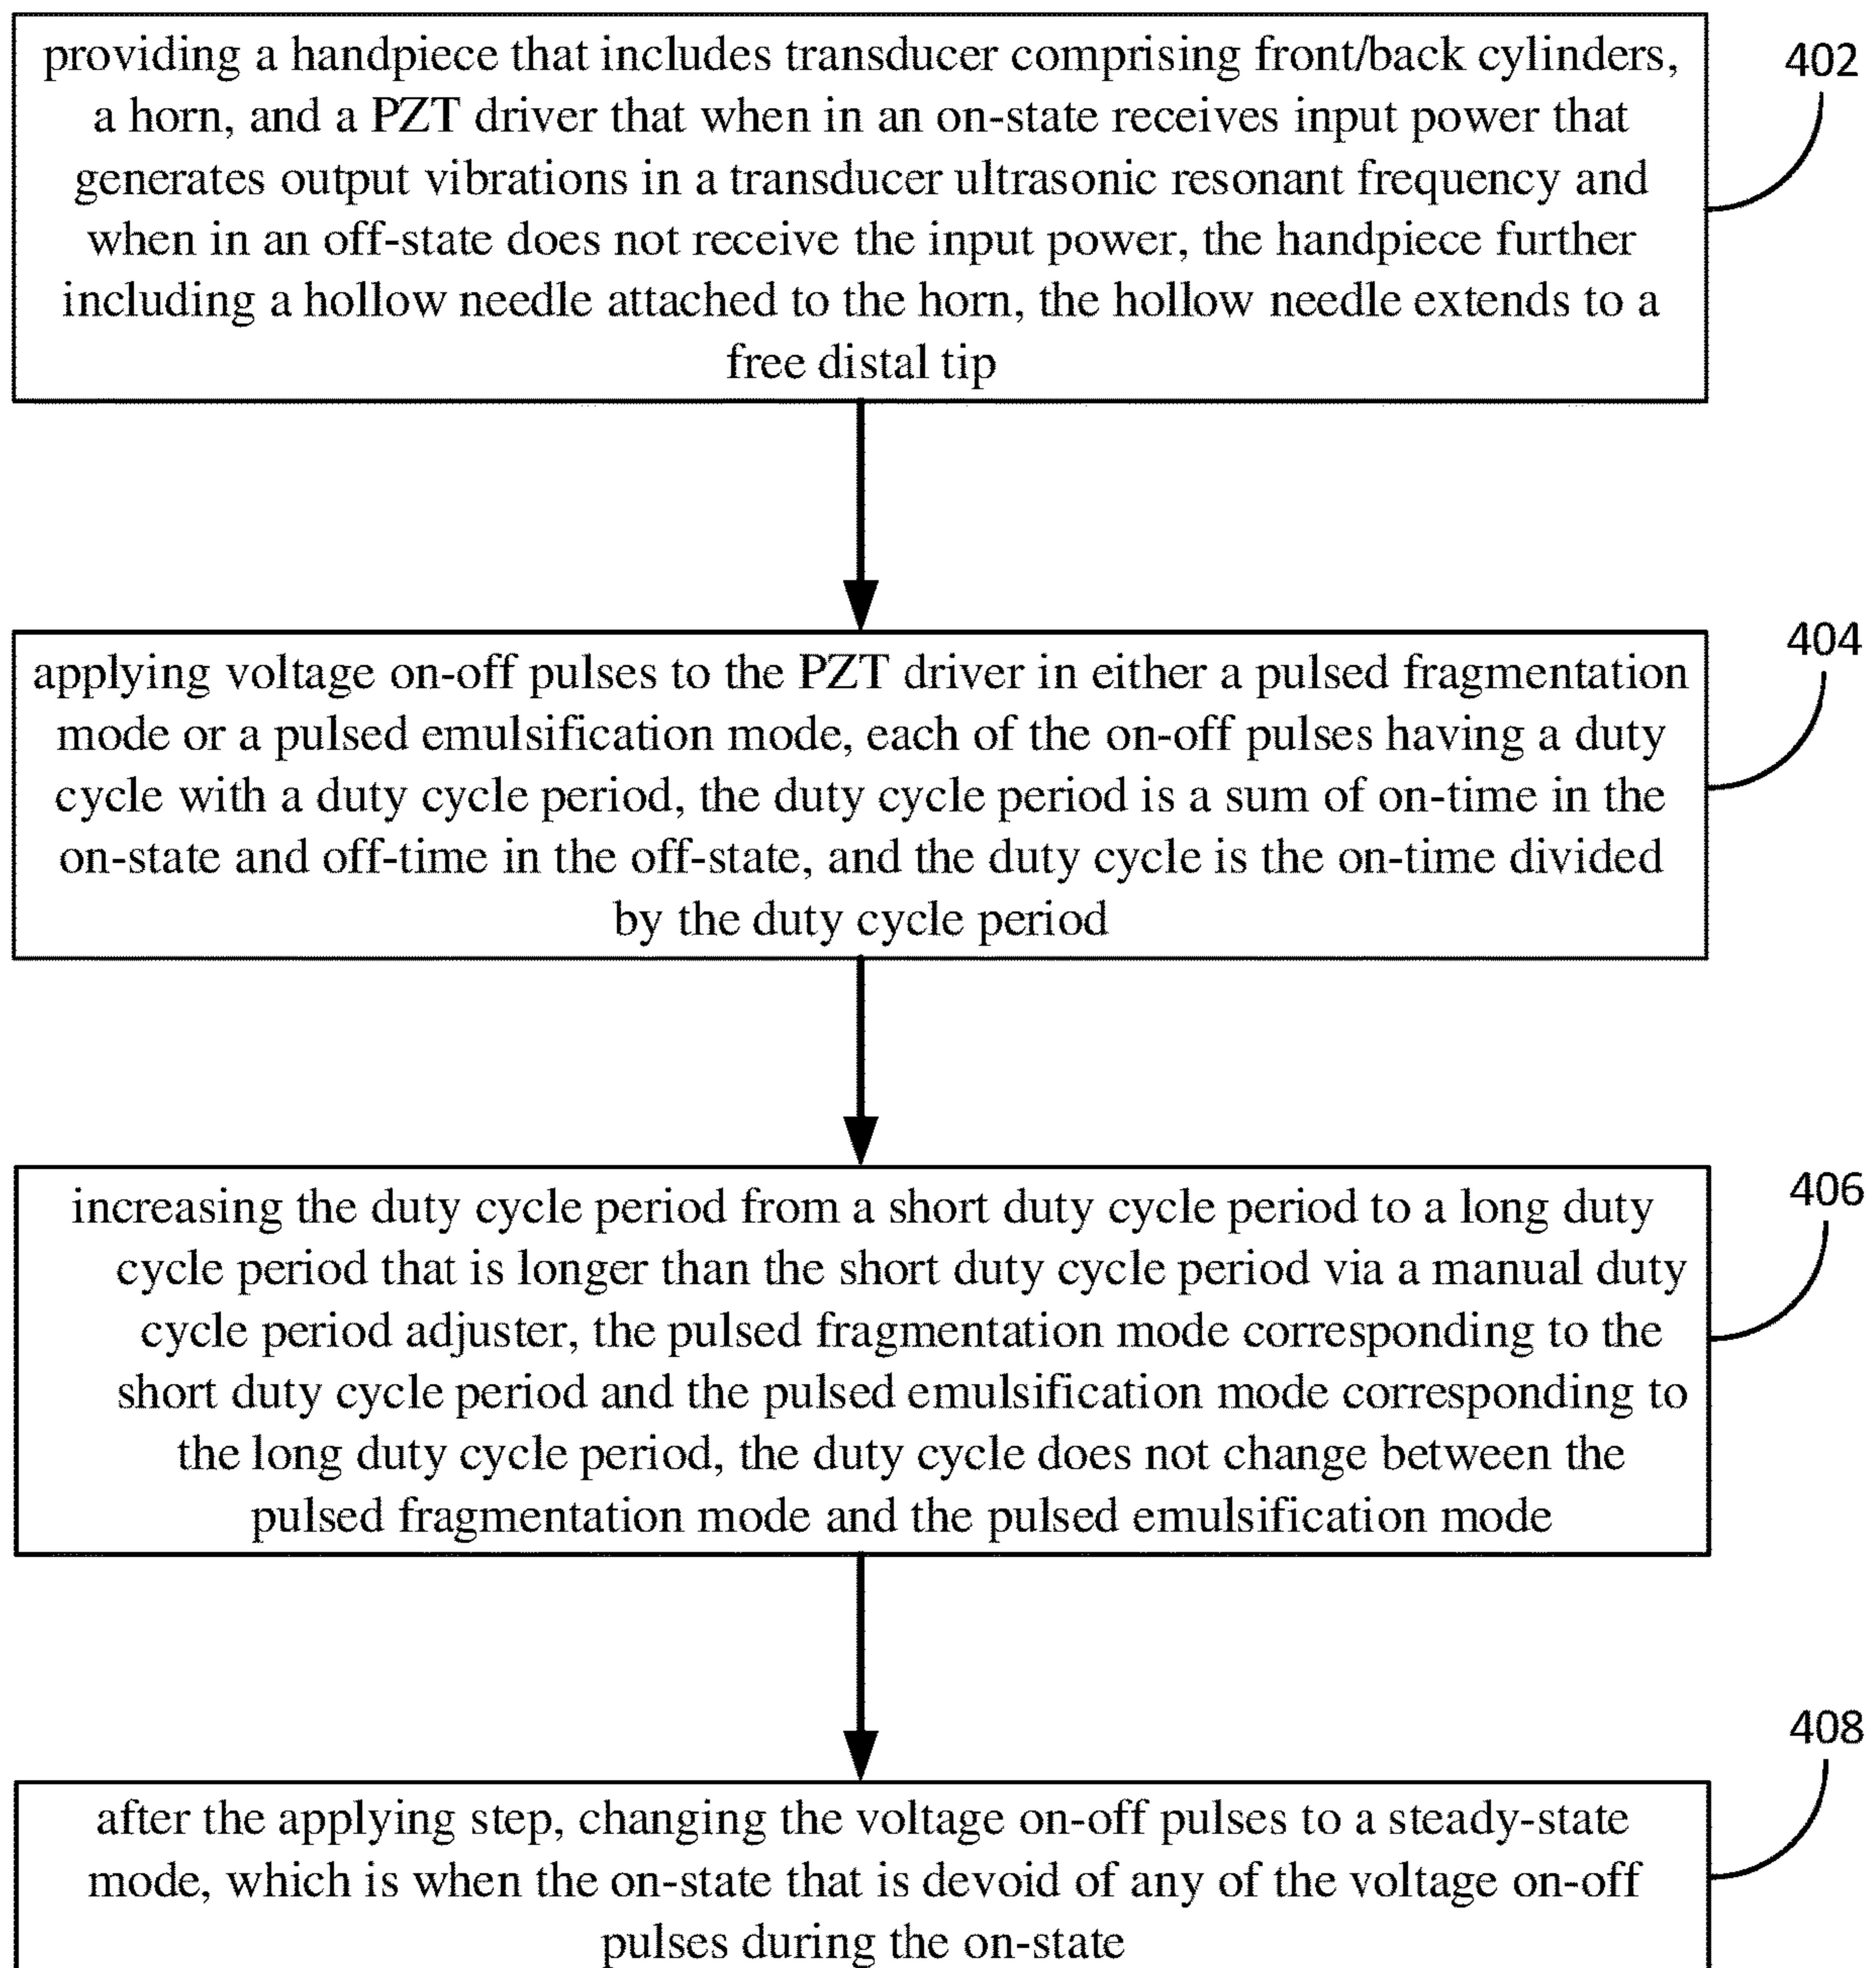 providing a handpiece that includes transducer comprising front/back cylinders,
a horn, and a PZT driver that when in an on-state receives input power that
generates output vibrations in a transducer ultrasonic resonant frequency and
when in an off-state does not receive the input power, the handpiece further
including a hollow needle attached to the horn, the hollow needle extends to a
free distal tip
402
applying voltage on-off pulses to the PZT driver in either a pulsed fragmentation
mode or a pulsed emulsification mode, each of the on-off pulses having a duty
cycle with a duty cycle period, the duty cycle period is a sum of on-time in the
on-state and off-time in the off-state, and the duty cycle is the on-time divided
by the duty cycle period
404
increasing the duty cycle period from a short duty cycle period to a long duty
cycle period that is longer than the short duty cycle period via a manual duty
cycle period adjuster, the pulsed fragmentation mode corresponding to the
short duty cycle period and the pulsed emulsification mode corresponding to
the long duty cycle period, the duty cycle does not change between the
pulsed fragmentation mode and the pulsed emulsification mode
406
after the applying step, changing the voltage on-off pulses to a steady-state
mode, which is when the on-state that is devoid of any of the voltage on-off
pulses during the on-state
408